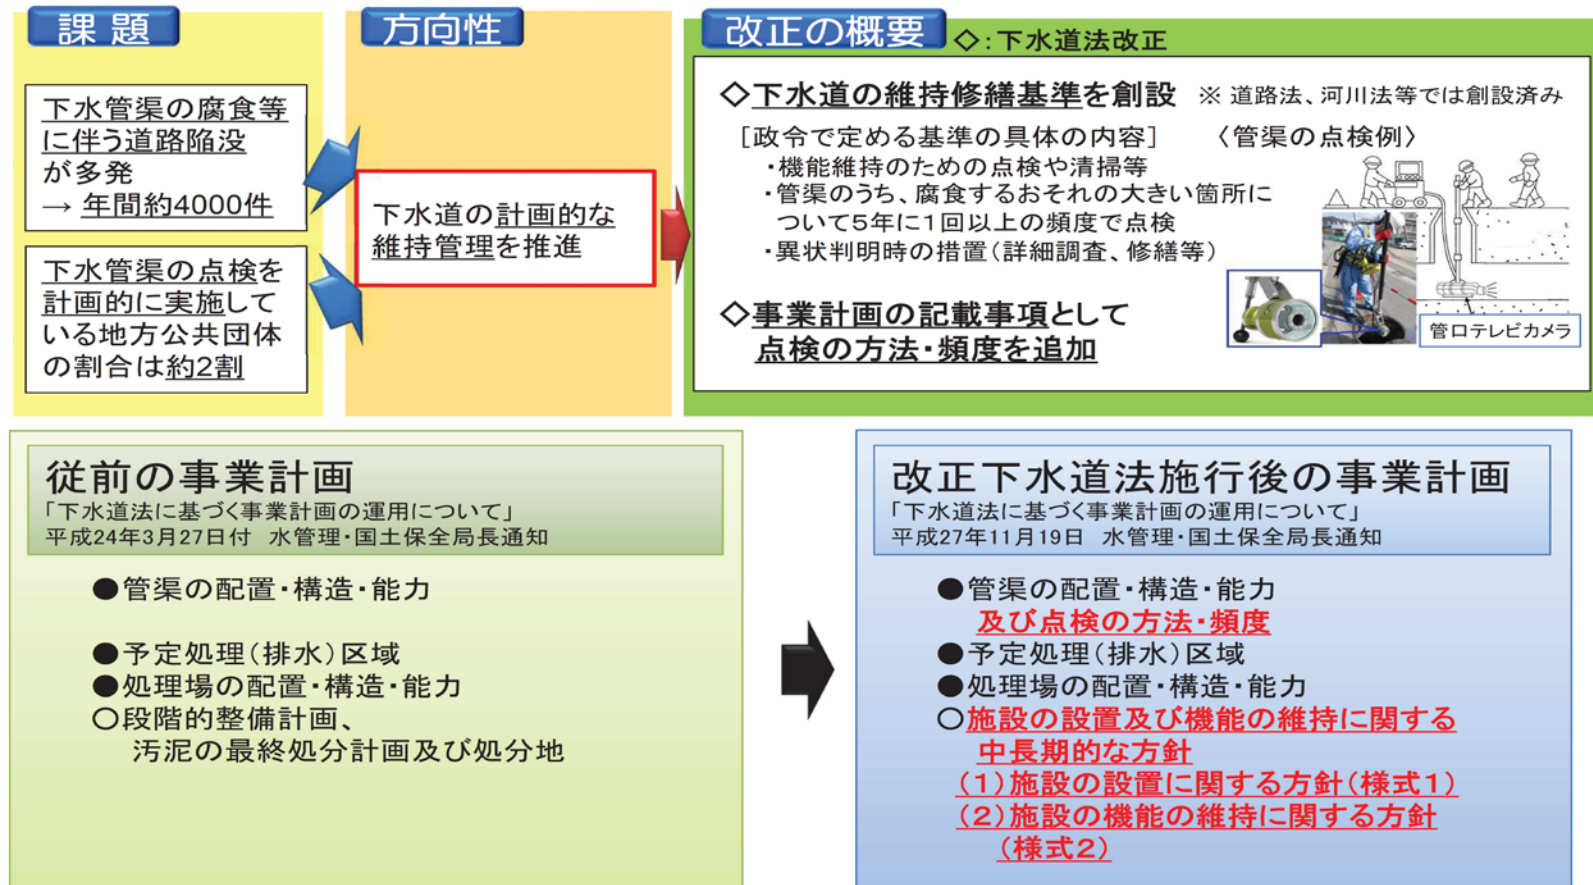 課題
下水管渠の腐食等
に伴う道路陥没
が多発
→ 年間約4000件
下水管渠の点検を
計画的に実施して
いる地方公共団体
の割合は約2割
方向性
下水道の計画的な
維持管理を推進
改正の概要 ◇:下水道法改正
◇下水道の維持修繕基準を創設 ※ 道路法、河川法等では創設済み
[政令で定める基準の具体の内容] 〈管渠の点検例〉
・機能維持のための点検や清掃等
・管渠のうち、腐食するおそれの大きい箇所に
ついて5年に1回以上の頻度で点検
・異状判明時の措置(詳細調査、修繕等)
◇事業計画の記載事項として
点検の方法・頻度を追加
管口テレビカメラ
従前の事業計画
「下水道法に基づく事業計画の運用について」
平成24年3月27日付 水管理・国土保全局長通知
●管渠の配置・構造・能力
●予定処理(排水)区域
●処理場の配置・構造・能力
○段階的整備計画、
汚泥の最終処分計画及び処分地
改正下水道法施行後の事業計画
「下水道法に基づく事業計画の運用について」
平成27年11月19日 水管理・国土保全局長通知
●管渠の配置・構造・能力
及び点検の方法・頻度
●予定処理(排水)区域
●処理場の配置・構造・能力
○施設の設置及び機能の維持に関する
中長期的な方針
(1)施設の設置に関する方針(様式1)
(2)施設の機能の維持に関する方針
(様式2)